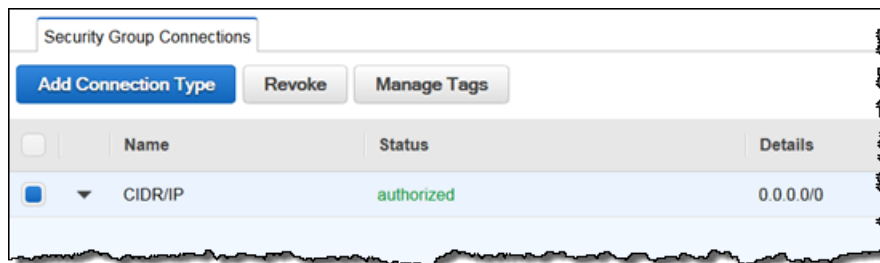 Security Group Connections
Add Connection Type Revoke Manage Tags
Name Status Details
CIDR/IP authorized 0.0.0.0/0